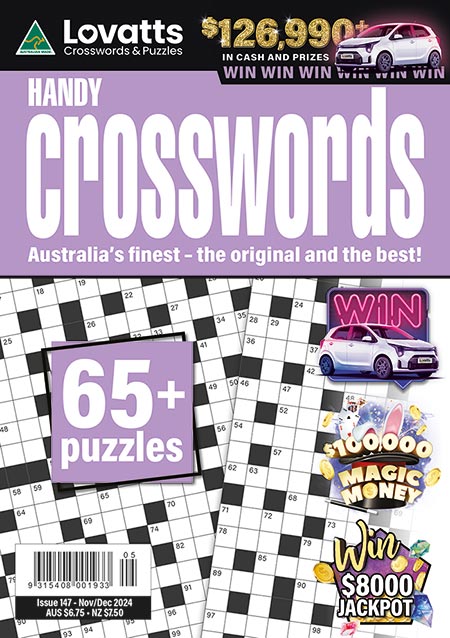 AUSTRALIAN MADE
Lovatts
Crosswords & Puzzles
$126,990+
IN CASH AND PRIZES
WIN WIN WIN WIN WIN WIN
HANDY
crosswords
Australia's finest – the original and the best!
WIN
65+
puzzles
$100,000
MAGIC
MONEY
Win
$8000
JACKPOT
05
9 315408 001933
Issue 147 • Nov/Dec 2024
AUS $6.75 • NZ $7.50